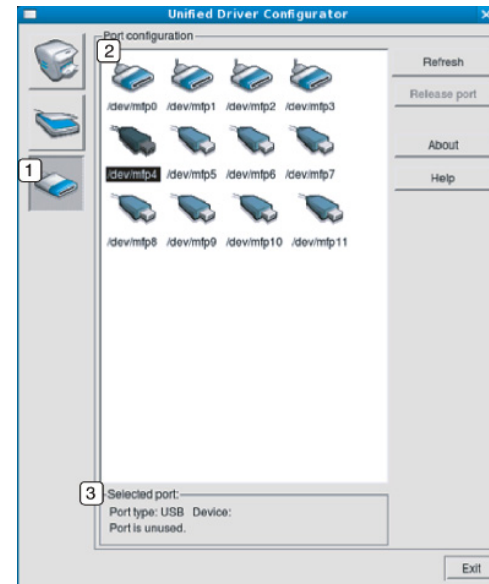 Unified Driver Configurator
Port configuration
2
Refresh
/dev/mfp0 /dev/mfp1 /dev/mfp2 /dev/mfp3
Release port
About
1
/dev/mfp4 /dev/mfp5 /dev/mfp6 /dev/mfp7
Help
/dev/mfp8 /dev/mfp9 /dev/mfp10 /dev/mfp11
3
Selected port:
Port type: USB Device:
Port is unused.
Exit